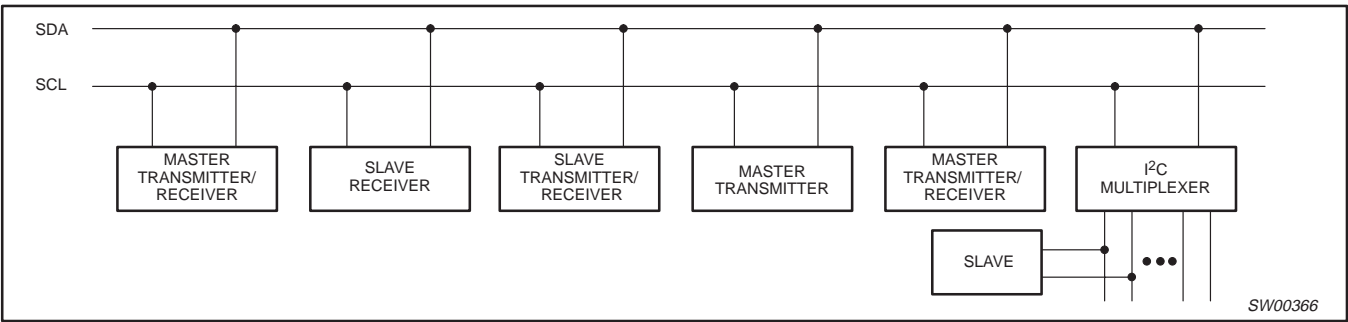 SDA
SCL
MASTER
TRANSMITTER/
RECEIVER
SLAVE
RECEIVER
SLAVE
TRANSMITTER/
RECEIVER
MASTER
TRANSMITTER
MASTER
TRANSMITTER/
RECEIVER
I²C
MULTIPLEXER
SLAVE
SW00366